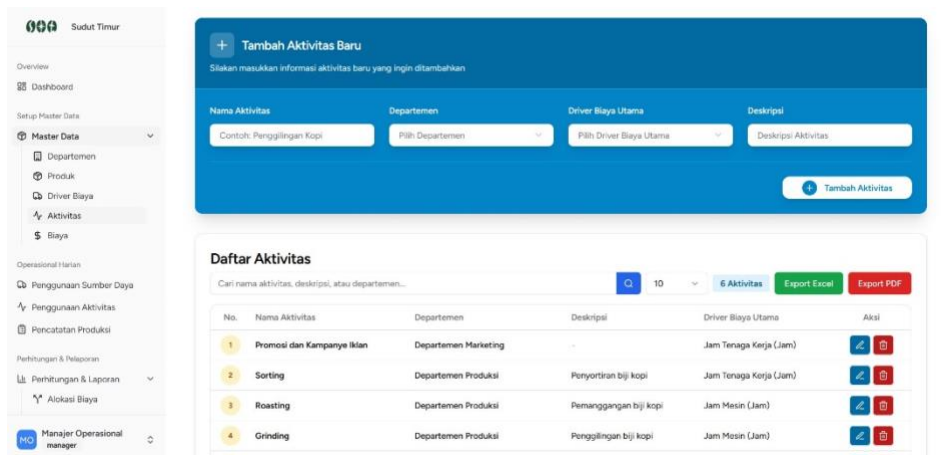 Sudut Timur
Overview
Dashboard
Setup Master Data
Master Data
Departemen
Produk
Driver Biaya
Aktivitas
$ Biaya
Operasional Harian
Penggunaan Sumber Daya
Penggunaan Aktivitas
Pencatatan Produksi
Perhitungan & Pelaporan
Perhitungan & Laporan
Alokasi Biaya
MO Manajer Operasional
manager
Tambah Aktivitas Baru
Silakan masukkan informasi aktivitas baru yang ingin ditambahkan
Nama Aktivitas Departemen Driver Biaya Utama Deskripsi
Contoh: Penggilingan Kopi Pilih Departemen Pilih Driver Biaya Utama Deskripsi Aktivitas
Tambah Aktivitas
Daftar Aktivitas
Cari nama aktivitas, deskripsi, atau departemen... 10 6 Aktivitas Export Excel Export PDF
No. Nama Aktivitas Departemen Deskripsi Driver Biaya Utama Aksi
1 Promosi dan Kampanye Iklan Departemen Marketing - Jam Tenaga Kerja (Jam)
2 Sorting Departemen Produksi Penyortiran biji kopi Jam Tenaga Kerja (Jam)
3 Roasting Departemen Produksi Pemanggangan biji kopi Jam Mesin (Jam)
4 Grinding Departemen Produksi Penggilingan biji kopi Jam Mesin (Jam)